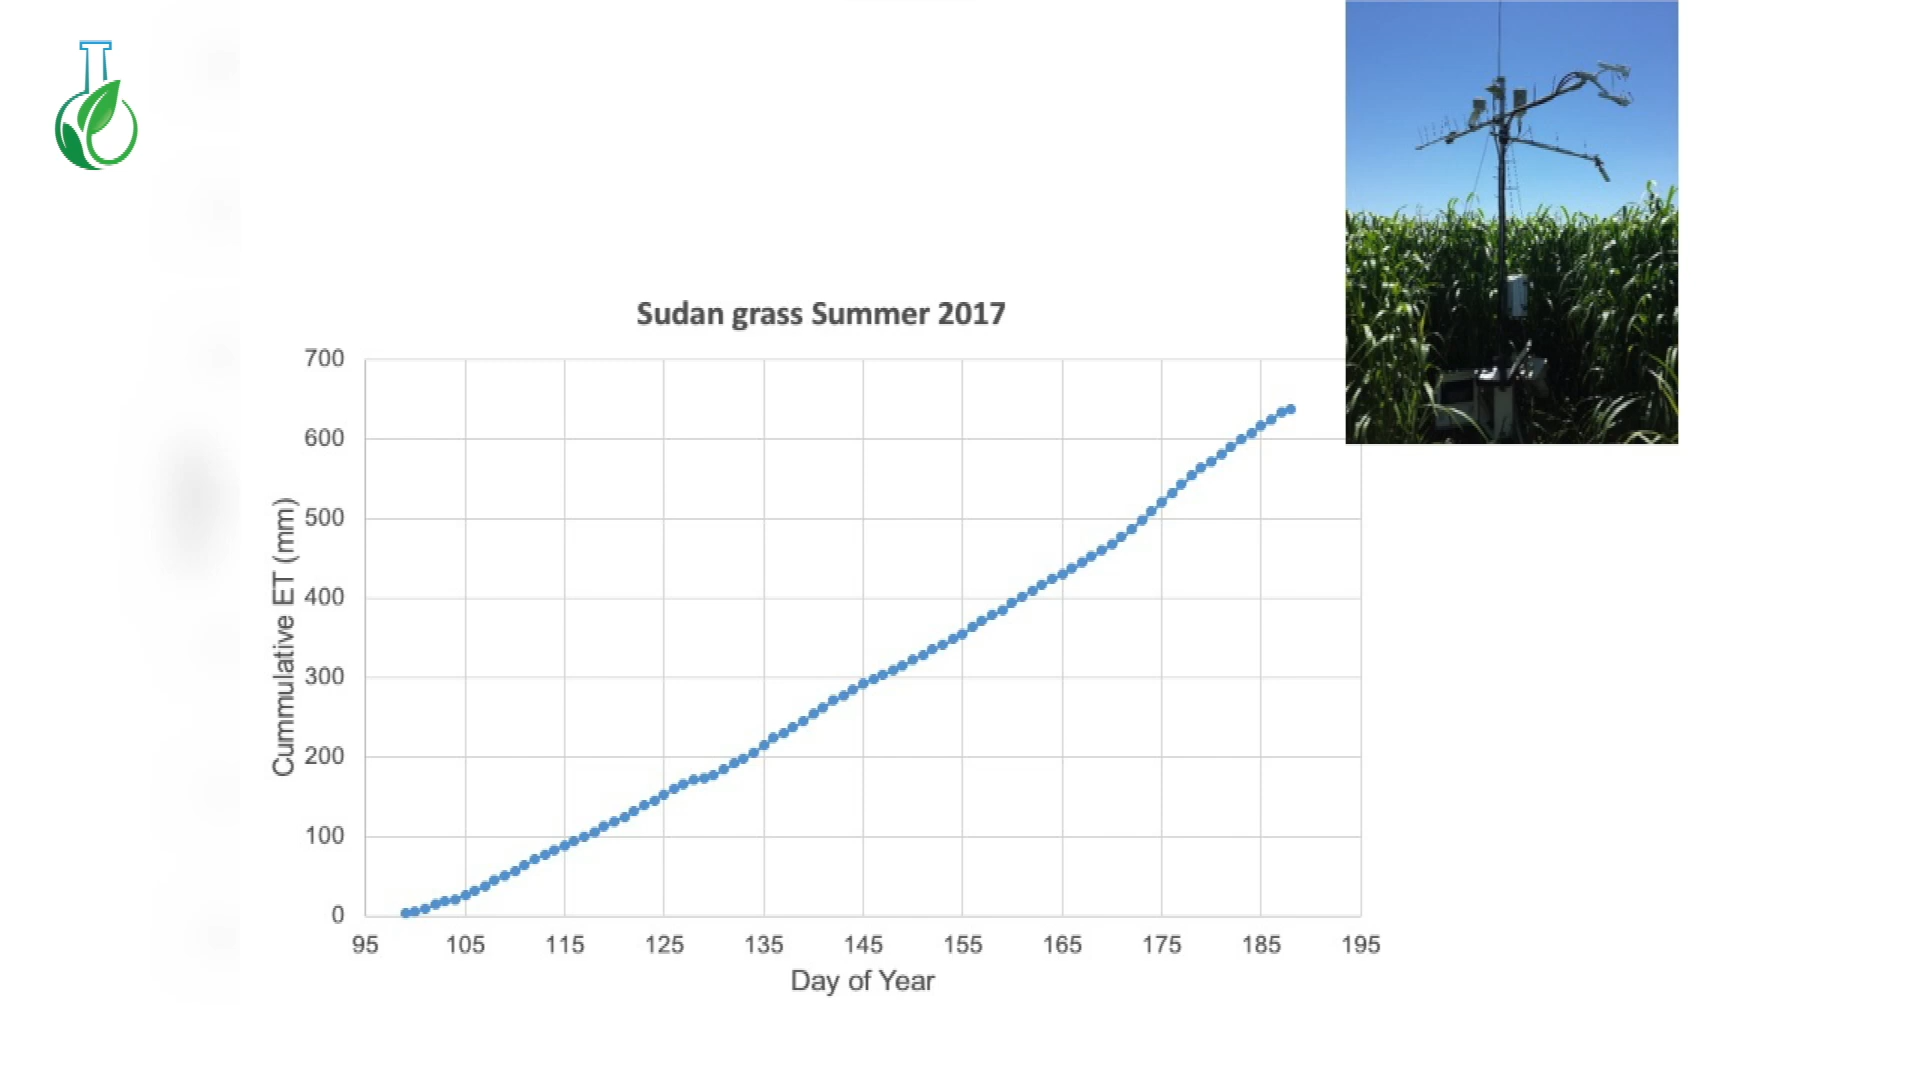 Sudan grass Summer 2017
700
600
500
400
300
200
100
0
Cummulative ET (mm)
95 105 115 125 135 145 155 165 175 185 195
Day of Year